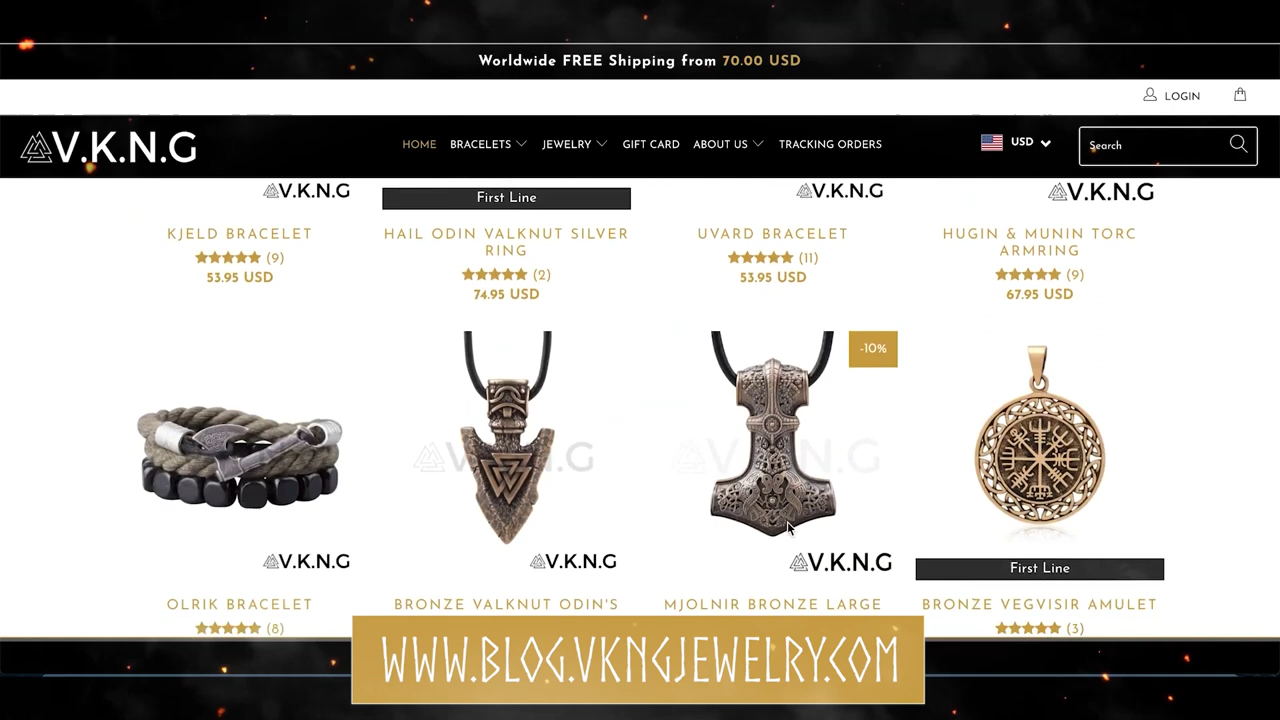 Worldwide FREE Shipping from 70.00 USD
LOGIN
V.K.N.G
HOME BRACELETS JEWELRY GIFT CARD ABOUT US TRACKING ORDERS
USD
Search
V.K.N.G
First Line
V.K.N.G
V.K.N.G
KJELD BRACELET
(9)
53.95 USD
HAIL ODIN VALKNUT SILVER
RING
(2)
74.95 USD
UVARD BRACELET
(11)
53.95 USD
HUGIN & MUNIN TORC
ARMRING
(9)
67.95 USD
-10%
V.K.N.G
V.K.N.G
V.K.N.G
First Line
OLRIK BRACELET
(8)
BRONZE VALKNUT ODIN'S
MJOLNIR BRONZE LARGE
BRONZE VEGVISIR AMULET
(3)
WWW.BLOG.VKNGJEWELRY.COM